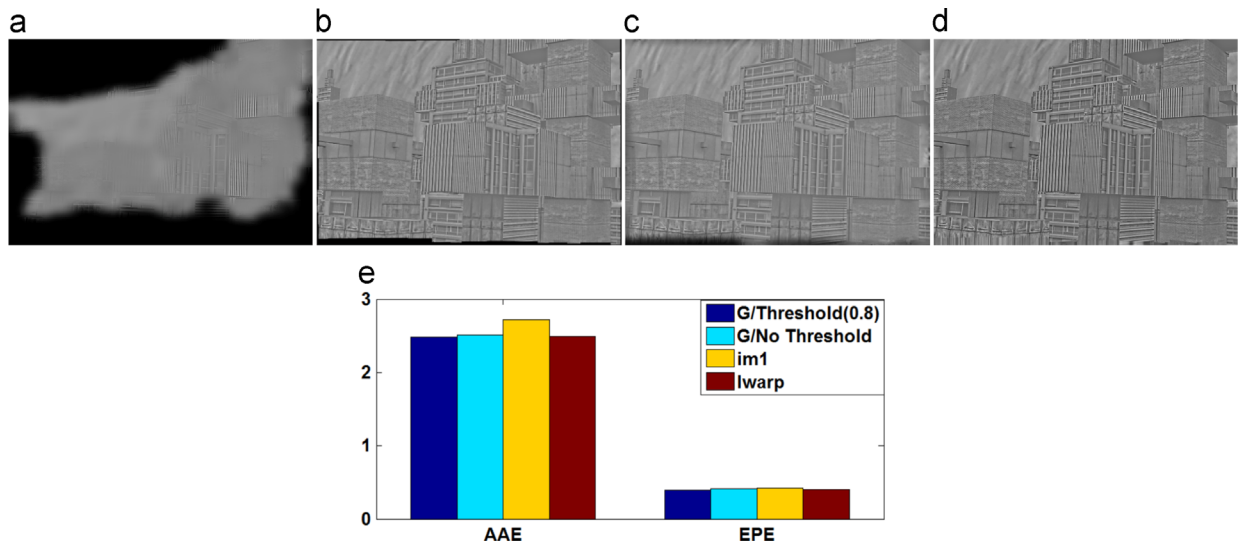 a
b
c
d
e
3
2
1
0
G/Threshold(0.8)
G/No Threshold
im1
Iwarp
AAE
EPE